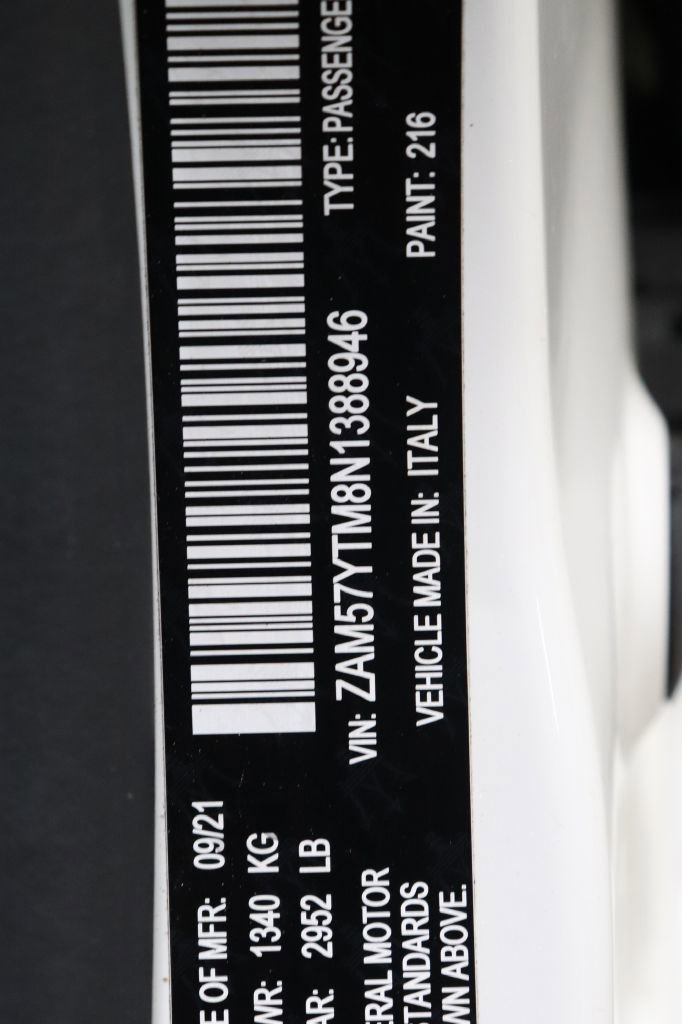 E OF MFR: 09/21
WR: 1340 KG
AR: 2952 LB
ERAL MOTOR
STANDARDS
WN ABOVE.
VIN: ZAM57YTM8N1388946
TYPE: PASSENGE
VEHICLE MADE IN: ITALY
PAINT: 216